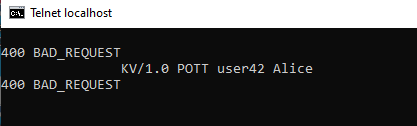 Telnet localhost
400 BAD_REQUEST
KV/1.0 POTT user42 Alice
400 BAD_REQUEST